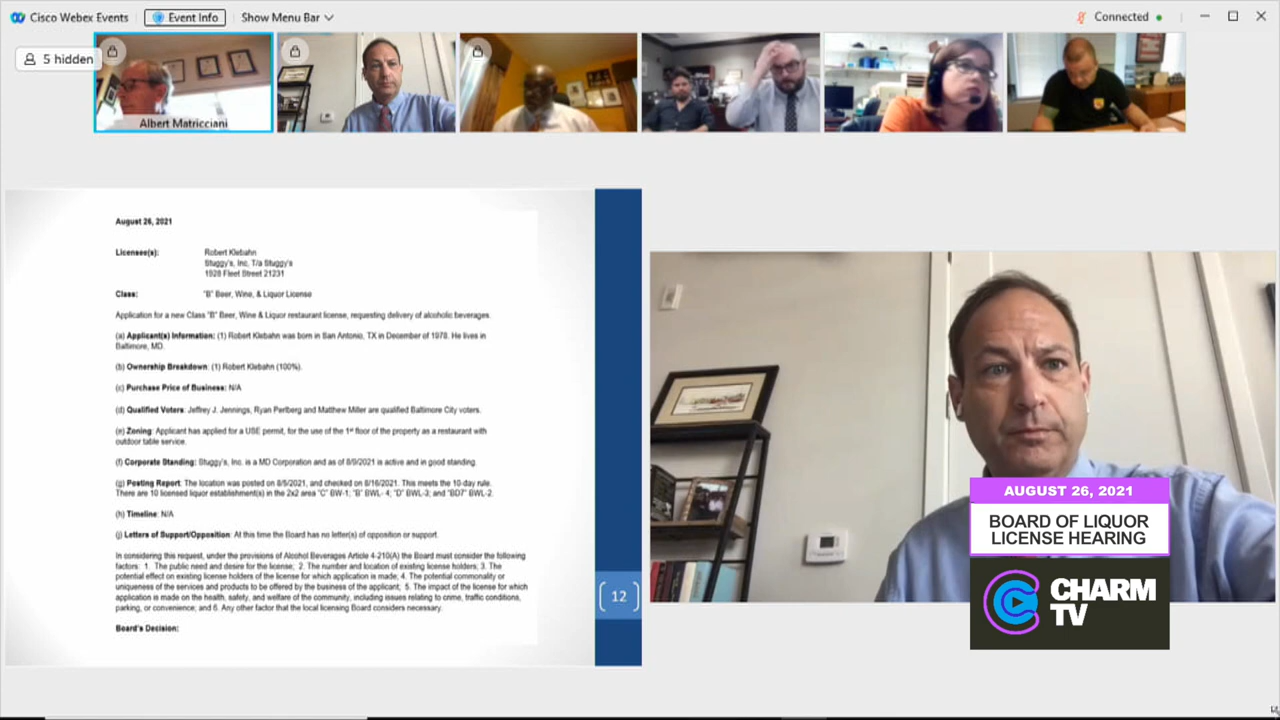 Cisco Webex Events
Event Info
Show Menu Bar
Connected
5 hidden
Albert Matricciani
August 26, 2021
Licensee(s): Robert Klebahn
Stuggy's, Inc. T/a Stuggy's
1928 Fleet Street 21231
Class: "B" Beer, Wine, & Liquor License
Application for a new Class "B" Beer, Wine & Liquor restaurant license, requesting delivery of alcoholic beverages.
(a) Applicant(s) Information: (1) Robert Klebahn was born in San Antonio, TX in December of 1978. He lives in
Baltimore, MD.
(b) Ownership Breakdown: (1) Robert Klebahn (100%).
(c) Purchase Price of Business: N/A
(d) Qualified Voters: Jeffrey J. Jennings, Ryan Perlberg and Matthew Miller are qualified Baltimore City voters.
(e) Zoning: Applicant has applied for a USE permit, for the use of the 1st floor of the property as a restaurant with
outdoor table service.
(f) Corporate Standing: Stuggy's, Inc. is a MD Corporation and as of 8/9/2021 is active and in good standing.
(g) Posting Report: The location was posted on 8/5/2021, and checked on 8/16/2021. This meets the 10-day rule.
There are 10 licensed liquor establishment(s) in the 2x2 area "C" BW-1; "B" BWL- 4; "D" BWL-3; and "BD7" BWL-2.
(h) Timeline: N/A
(j) Letters of Support/Opposition: At this time the Board has no letter(s) of opposition or support.
In considering this request, under the provisions of Alcohol Beverages Article 4-210(A) the Board must consider the following
factors: 1. The public need and desire for the license; 2. The number and location of existing license holders; 3. The
potential effect on existing license holders of the license for which application is made; 4. The potential commonality or
uniqueness of the services and products to be offered by the business of the applicant; 5. The impact of the license for which
application is made on the health, safety, and welfare of the community, including issues relating to crime, traffic conditions,
parking, or convenience; and 6. Any other factor that the local licensing Board considers necessary.
Board's Decision:
12
AUGUST 26, 2021
BOARD OF LIQUOR
LICENSE HEARING
CHARM
TV